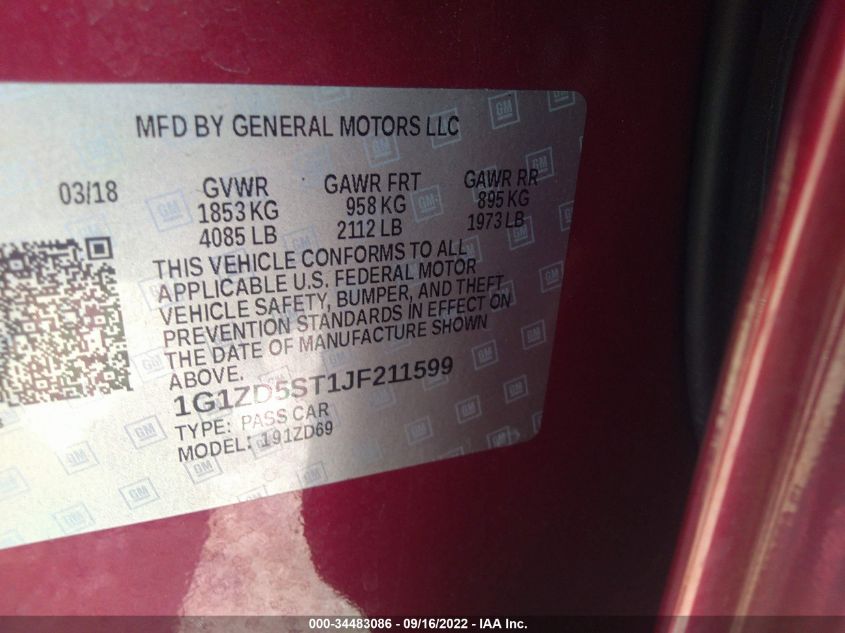 MFD BY GENERAL MOTORS LLC
03/18 GVWR GAWR FRT GAWR RR
1853 KG 958 KG 895 KG
4085 LB 2112 LB 1973 LB
THIS VEHICLE CONFORMS TO ALL
APPLICABLE U.S. FEDERAL MOTOR
VEHICLE SAFETY, BUMPER, AND THEFT
PREVENTION STANDARDS IN EFFECT ON
THE DATE OF MANUFACTURE SHOWN
ABOVE.
1G1ZD5ST1JF211599
TYPE: PASS CAR
MODEL: 191ZD69
GM
000-34483086 - 09/16/2022 - IAA Inc.